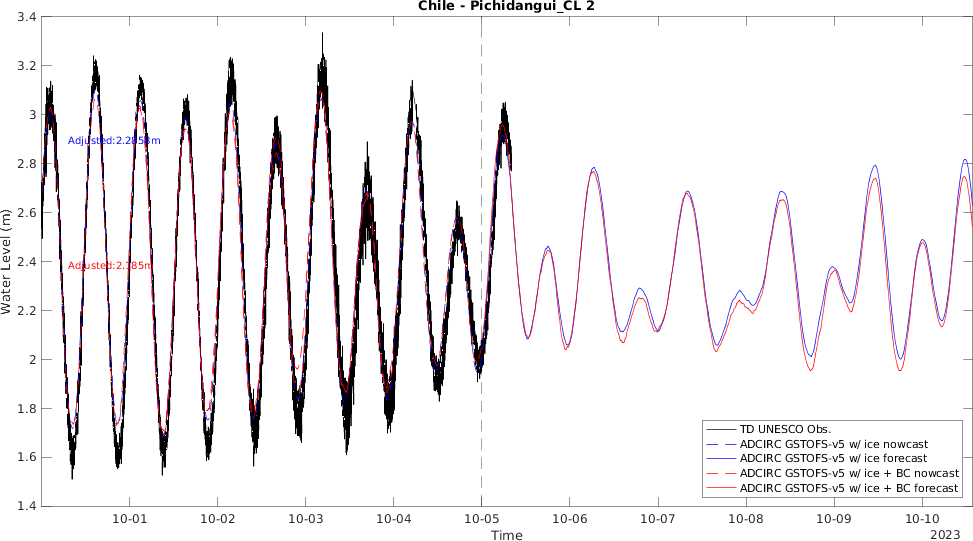 Chile - Pichidangui_CL 2
3.4
3.2
3
2.8
2.6
2.4
2.2
2
1.8
1.6
1.4
Water Level (m)
Adjusted:2.2853m
Adjusted:2.785m
10-01
10-02
10-03
10-04
10-05
10-06
10-07
10-08
10-09
10-10
Time
2023
TD UNESCO Obs.
ADCIRC GSTOFS-v5 w/ ice nowcast
ADCIRC GSTOFS-v5 w/ ice forecast
ADCIRC GSTOFS-v5 w/ ice + BC nowcast
ADCIRC GSTOFS-v5 w/ ice + BC forecast